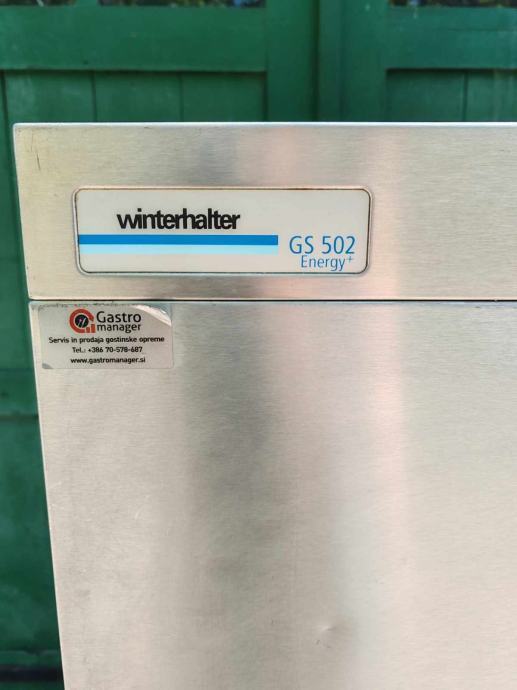 winterhalter
GS 502
Energy+
Gastro
manager
Servis in prodaja gostinske opreme
Tel.: +386 70-578-687
www.gastromanager.si